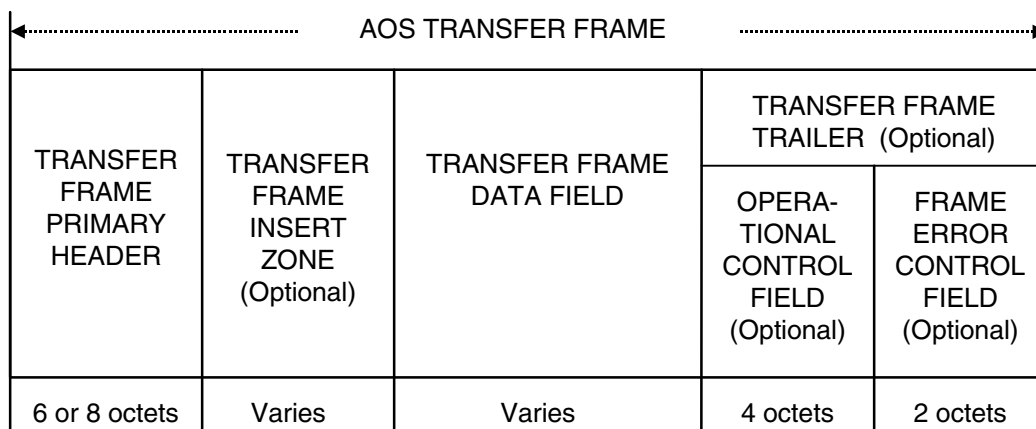 AOS TRANSFER FRAME
TRANSFER
FRAME
PRIMARY
HEADER
TRANSFER
FRAME
INSERT
ZONE
(Optional)
TRANSFER FRAME
DATA FIELD
TRANSFER FRAME
TRAILER (Optional)
OPERA-
TIONAL
CONTROL
FIELD
(Optional)
FRAME
ERROR
CONTROL
FIELD
(Optional)
6 or 8 octets
Varies
Varies
4 octets
2 octets